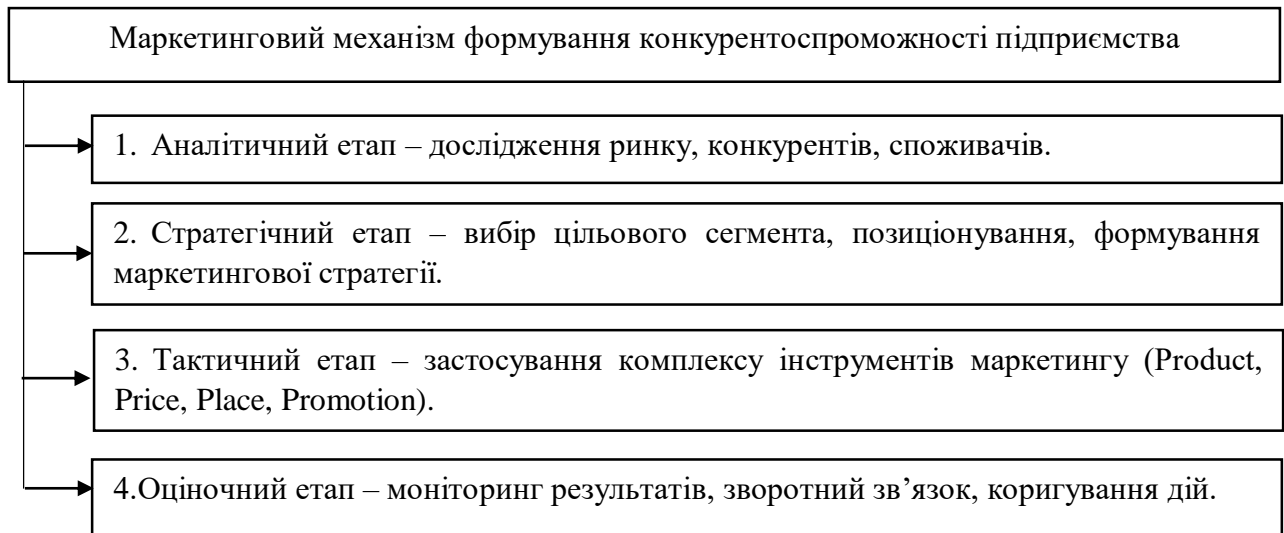 Маркетинговий механізм формування конкурентоспроможності підприємства
1. Аналітичний етап – дослідження ринку, конкурентів, споживачів.
2. Стратегічний етап – вибір цільового сегмента, позиціонування, формування
маркетингової стратегії.
3. Тактичний етап – застосування комплексу інструментів маркетингу (Product,
Price, Place, Promotion).
4.Оціночний етап – моніторинг результатів, зворотний зв’язок, коригування дій.